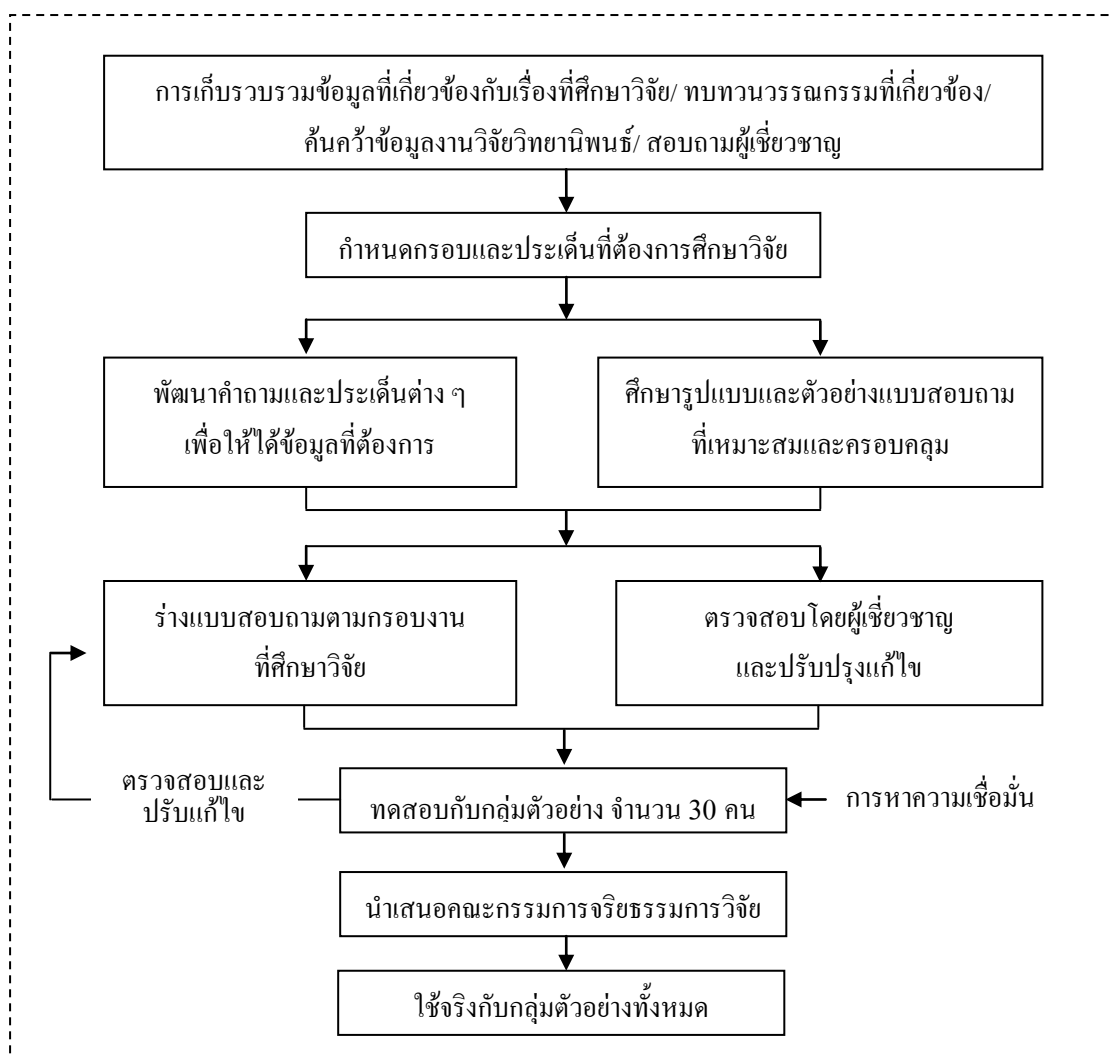 การเก็บรวบรวมข้อมูลที่เกี่ยวข้องกับเรื่องที่ศึกษาวิจัย/ ทบทวนวรรณกรรมที่เกี่ยวข้อง/
ค้นคว้าข้อมูลงานวิจัยวิทยานิพนธ์/ สอบถามผู้เชี่ยวชาญ
กำหนดกรอบและประเด็นที่ต้องการศึกษาวิจัย
พัฒนาคำถามและประเด็นต่าง ๆ
เพื่อให้ได้ข้อมูลที่ต้องการ
ศึกษารูปแบบและตัวอย่างแบบสอบถาม
ที่เหมาะสมและครอบคลุม
ร่างแบบสอบถามตามกรอบงาน
ที่ศึกษาวิจัย
ตรวจสอบโดยผู้เชี่ยวชาญ
และปรับปรุงแก้ไข
ตรวจสอบและ
ปรับแก้ไข
ทดสอบกับกลุ่มตัวอย่าง จำนวน 30 คน
การหาความเชื่อมั่น
นำเสนอคณะกรรมการจริยธรรมการวิจัย
ใช้จริงกับกลุ่มตัวอย่างทั้งหมด